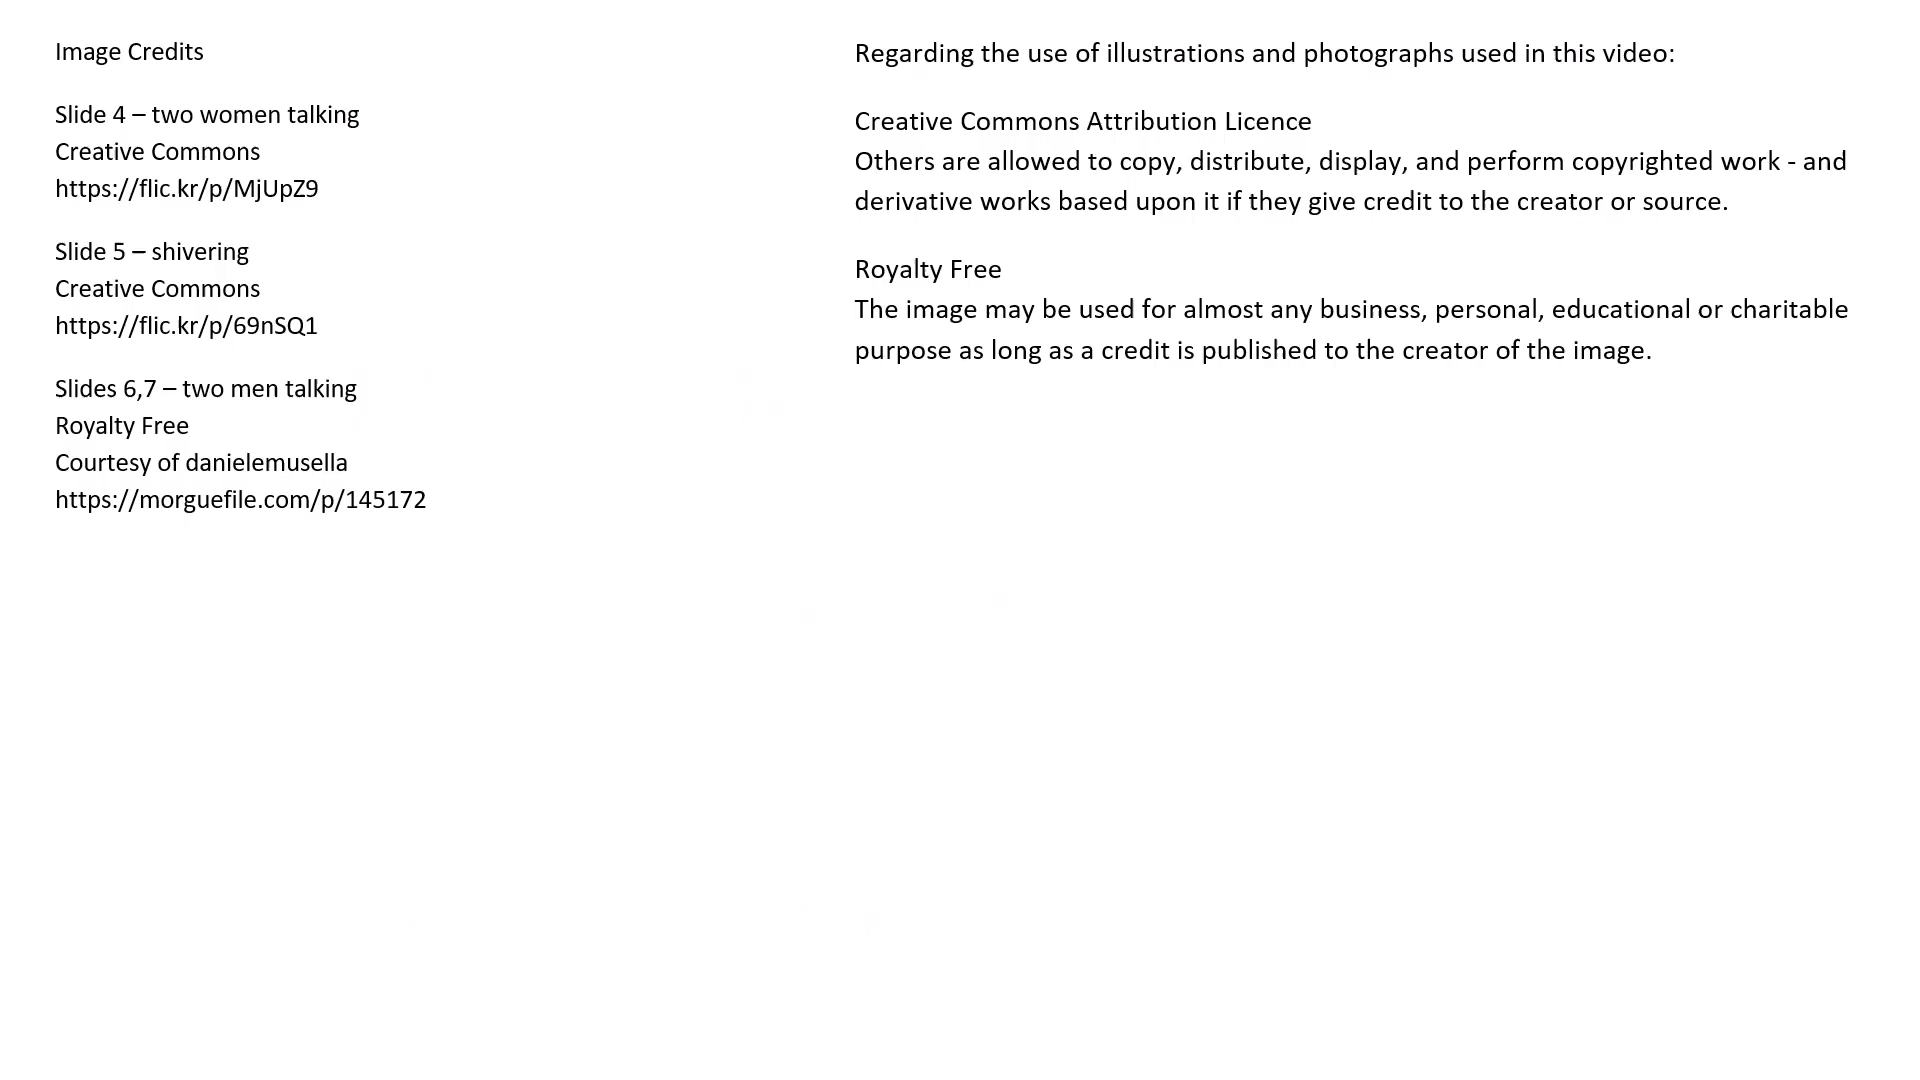 Image Credits
Slide 4 – two women talking
Creative Commons
https://flic.kr/p/MjUpZ9
Slide 5 – shivering
Creative Commons
https://flic.kr/p/69nSQ1
Slides 6,7 – two men talking
Royalty Free
Courtesy of danielemusella
https://morguefile.com/p/145172
Regarding the use of illustrations and photographs used in this video:
Creative Commons Attribution Licence
Others are allowed to copy, distribute, display, and perform copyrighted work - and
derivative works based upon it if they give credit to the creator or source.
Royalty Free
The image may be used for almost any business, personal, educational or charitable
purpose as long as a credit is published to the creator of the image.